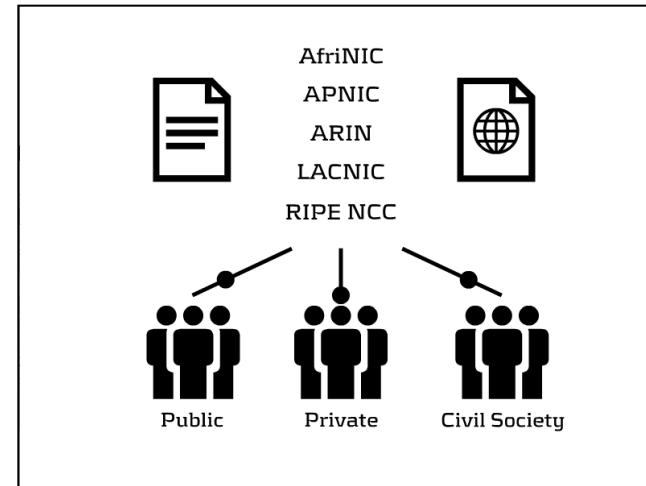 AfriNIC
APNIC
ARIN
LACNIC
RIPE NCC
Public
Private
Civil Society